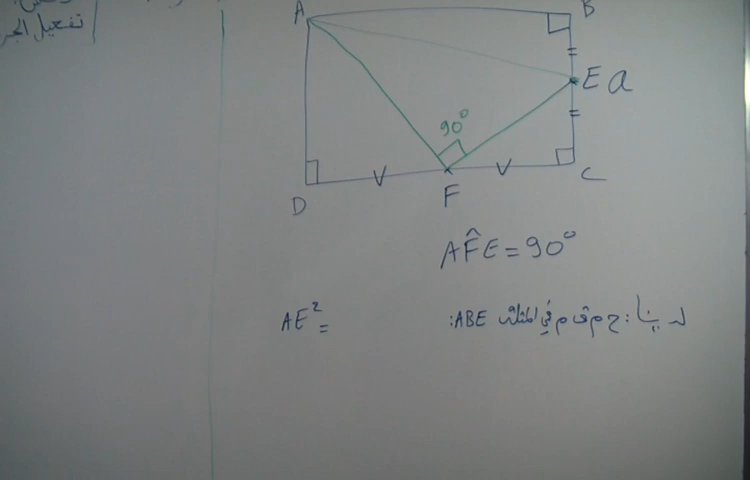 تفعيل الجر
A
B
E a
90°
D
F
C
AF̂E = 90°
لدينا: ح م ق م في المثلث ABE:
AE² =